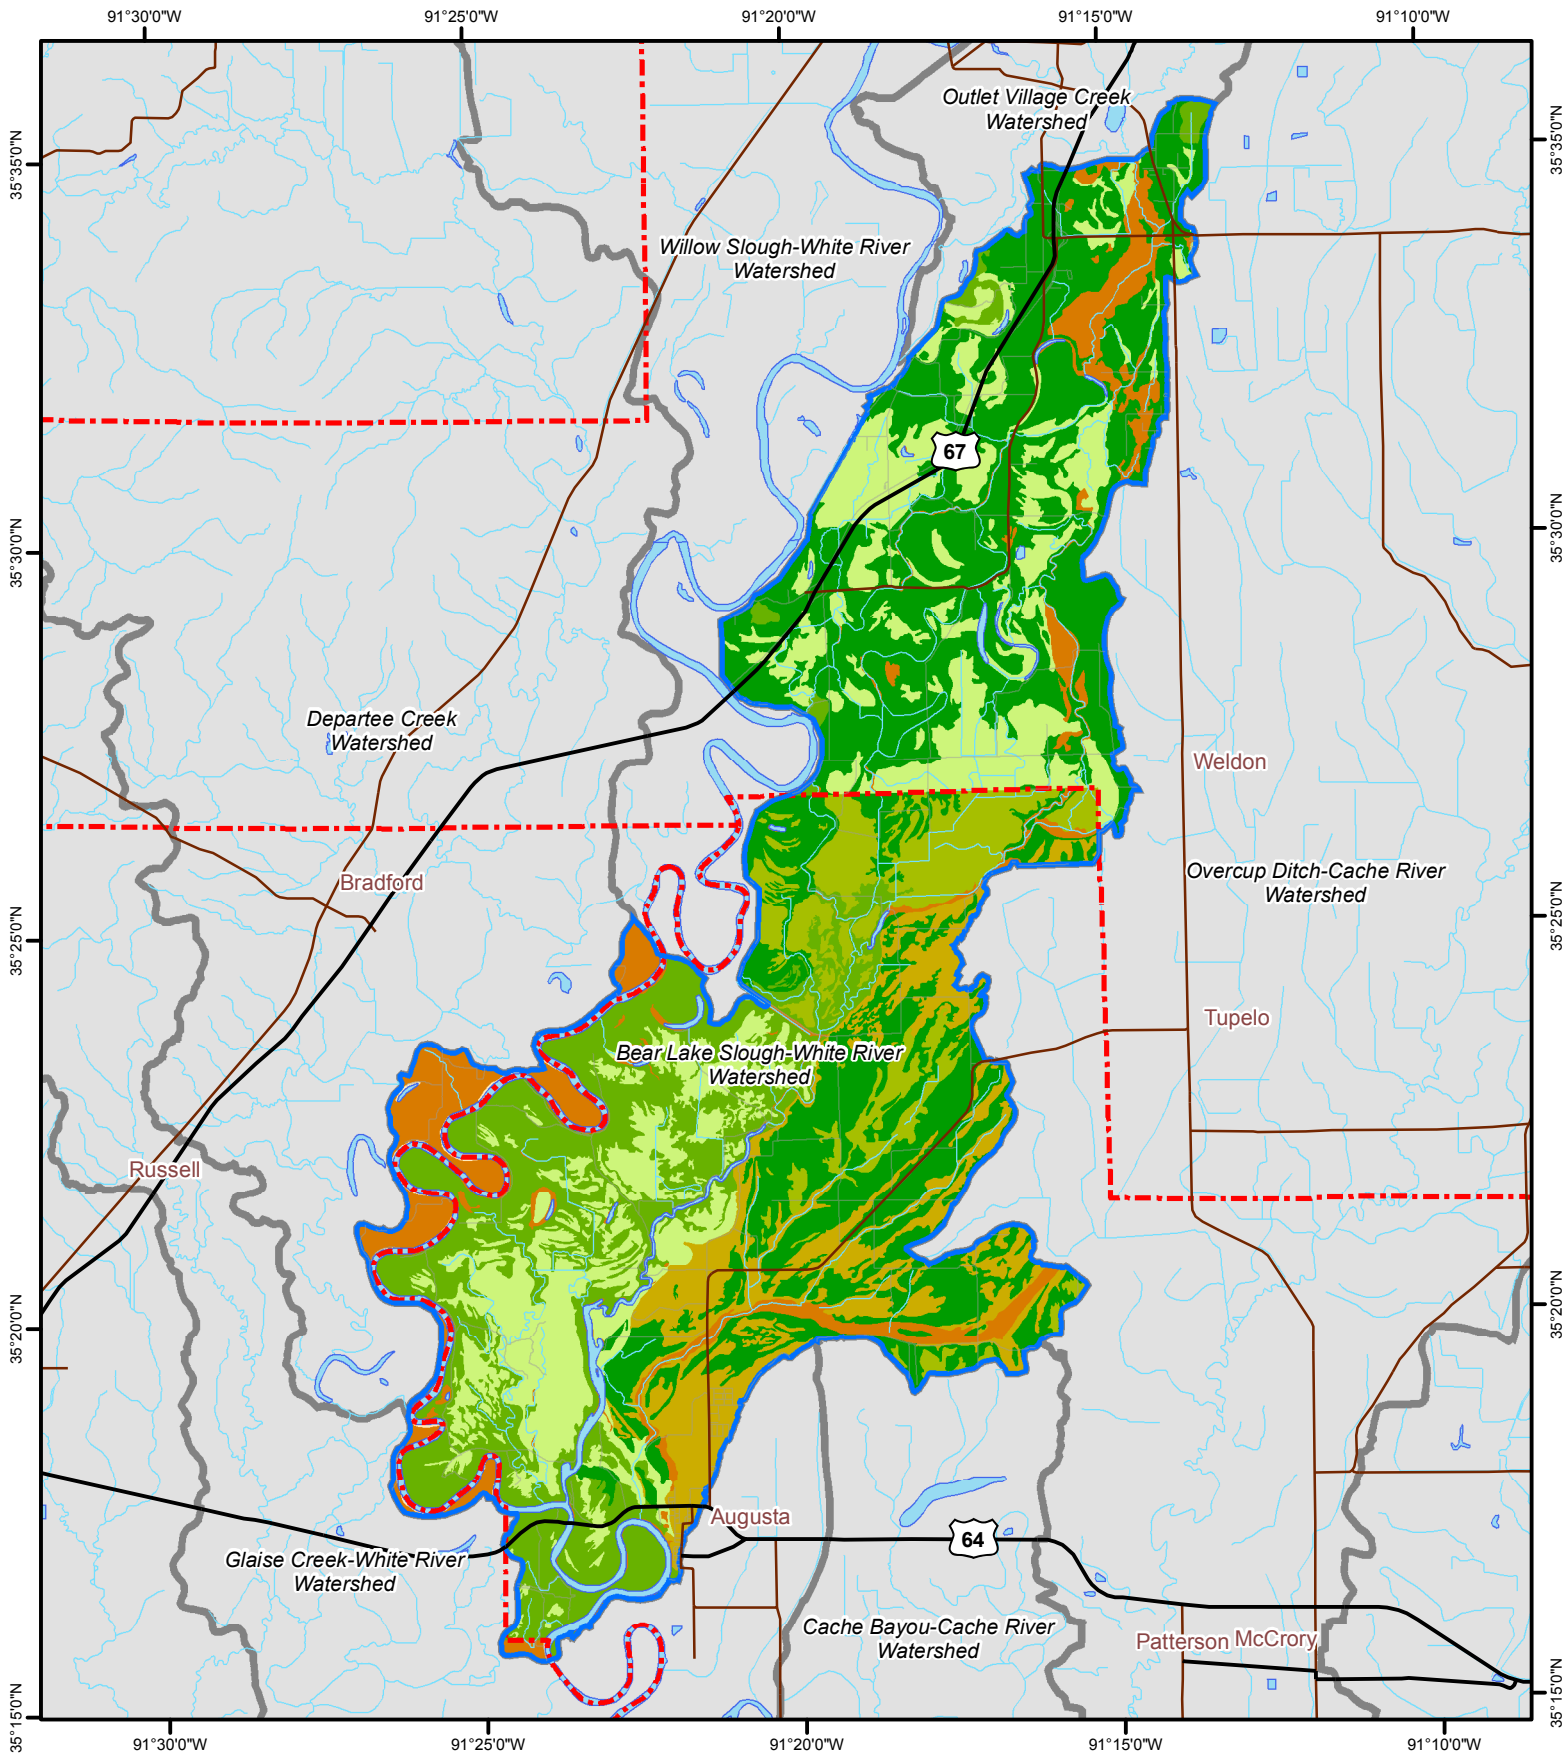 91°30'0"W
91°25'0"W
91°20'0"W
91°15'0"W
91°10'0"W
35°35'0"N
35°35'0"N
Outlet Village Creek
Watershed
Willow Slough-White River
Watershed
67
35°30'0"N
35°30'0"N
Departee Creek
Watershed
Weldon
Bradford
Overcup Ditch-Cache River
Watershed
35°25'0"N
35°25'0"N
Tupelo
Bear Lake Slough-White River
Watershed
Russell
35°20'0"N
35°20'0"N
Augusta
64
Glaise Creek-White River
Watershed
Cache Bayou-Cache River
Watershed
Patterson
McCrory
35°15'0"N
35°15'0"N
91°30'0"W
91°25'0"W
91°20'0"W
91°15'0"W
91°10'0"W